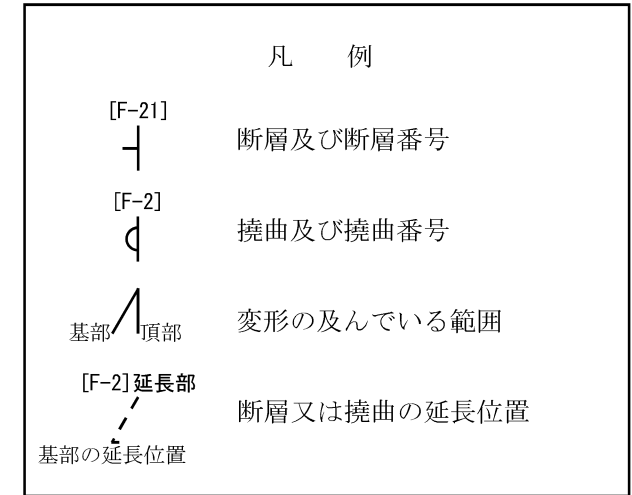 凡　例
[F-21]
断層及び断層番号
[F-2]
撓曲及び撓曲番号
基部 頂部
変形の及んでいる範囲
[F-2]延長部
断層又は撓曲の延長位置
基部の延長位置